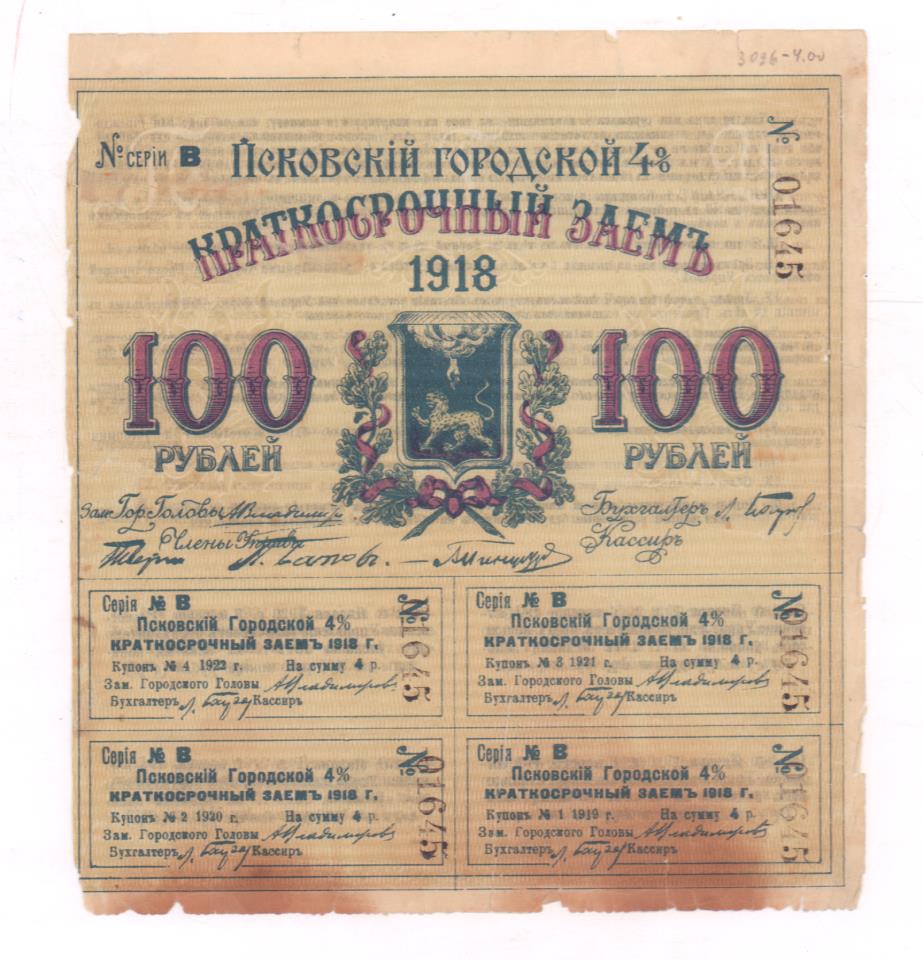 3096-4.00
№ серіи В Псковскій городской 4%
№ 01645
краткосрочный заемъ
1918
100 100
рублей рублей
Зам. Гор. Головы
Бухгалтеръ
Члены Управы
Кассиръ
Серія № В
Псковскій Городской 4%
КРАТКОСРОЧНЫЙ ЗАЕМЪ 1918 г.
Купонъ № 4 1922 г. На сумму 4 р.
Зам. Городского Головы
Бухгалтеръ Кассиръ
№ 01645
Серія № В
Псковскій Городской 4%
КРАТКОСРОЧНЫЙ ЗАЕМЪ 1918 г.
Купонъ № 3 1921 г. На сумму 4 р.
Зам. Городского Головы
Бухгалтеръ Кассиръ
№ 01645
Серія № В
Псковскій Городской 4%
КРАТКОСРОЧНЫЙ ЗАЕМЪ 1918 г.
Купонъ № 2 1920 г. На сумму 4 р.
Зам. Городского Головы
Бухгалтеръ Кассиръ
№ 01645
Серія № В
Псковскій Городской 4%
КРАТКОСРОЧНЫЙ ЗАЕМЪ 1918 г.
Купонъ № 1 1919 г. На сумму 4 р.
Зам. Городского Головы
Бухгалтеръ Кассиръ
№ 01645